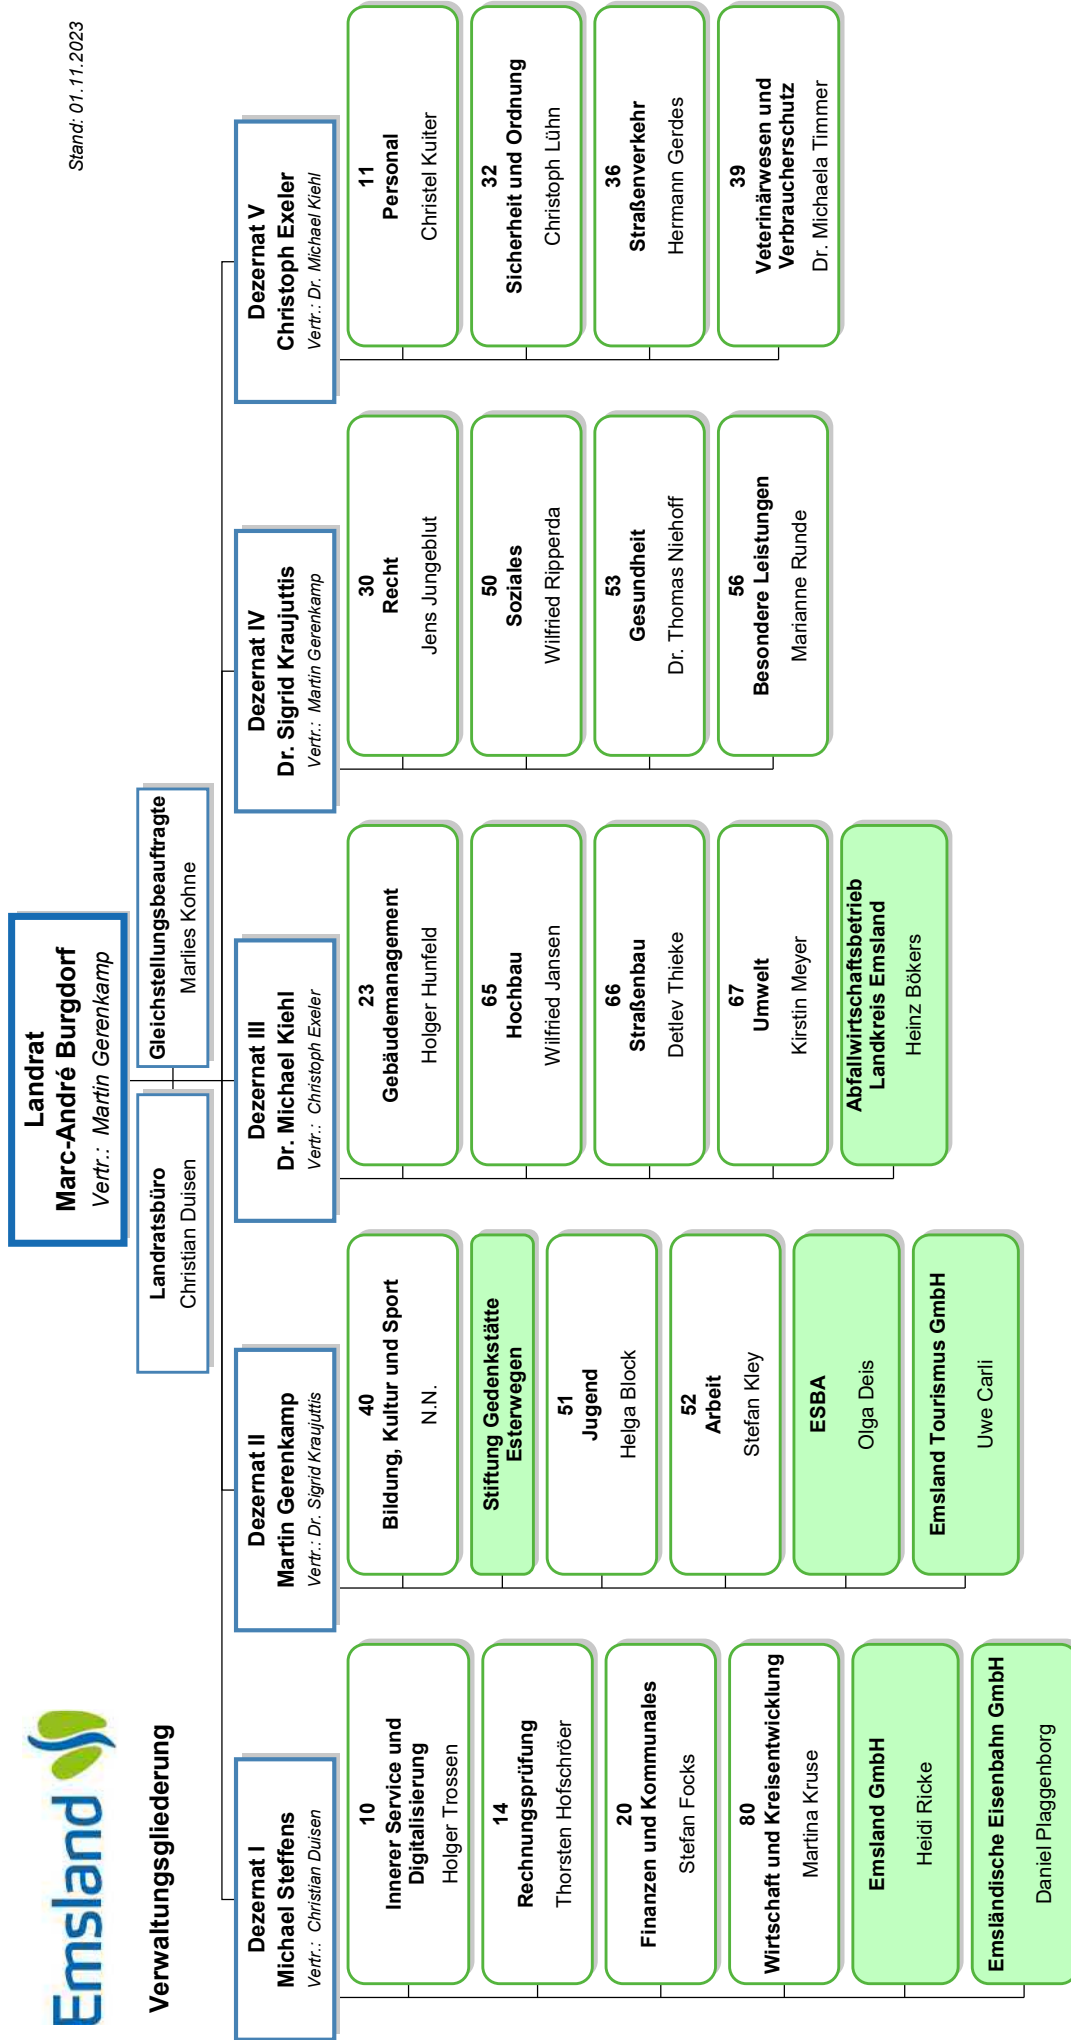 Emsland
Stand: 01.11.2023
Verwaltungsgliederung
Landrat
Marc-André Burgdorf
Vertr.: Martin Gerenkamp
Landratsbüro
Christian Duisen
Gleichstellungsbeauftragte
Marlies Kohne
Dezernat I
Michael Steffens
Vertr.: Christian Duisen
10
Innerer Service und
Digitalisierung
Holger Trossen
14
Rechnungsprüfung
Thorsten Hofschröer
20
Finanzen und Kommunales
Stefan Focks
80
Wirtschaft und Kreisentwicklung
Martina Kruse
Emsland GmbH
Heidi Ricke
Emsländische Eisenbahn GmbH
Daniel Plaggenborg
Dezernat II
Martin Gerenkamp
Vertr.: Dr. Sigrid Kraujuttis
40
Bildung, Kultur und Sport
N.N.
Stiftung Gedenkstätte
Esterwegen
51
Jugend
Helga Block
52
Arbeit
Stefan Kley
ESBA
Olga Deis
Emsland Tourismus GmbH
Uwe Carli
Dezernat III
Dr. Michael Kiehl
Vertr.: Christoph Exeler
23
Gebäudemanagement
Holger Hunfeld
65
Hochbau
Wilfried Jansen
66
Straßenbau
Detlev Thieke
67
Umwelt
Kirstin Meyer
Abfallwirtschaftsbetrieb
Landkreis Emsland
Heinz Bökers
Dezernat IV
Dr. Sigrid Kraujuttis
Vertr.: Martin Gerenkamp
30
Recht
Jens Jungeblut
50
Soziales
Wilfried Ripperda
53
Gesundheit
Dr. Thomas Niehoff
56
Besondere Leistungen
Marianne Runde
Dezernat V
Christoph Exeler
Vertr.: Dr. Michael Kiehl
11
Personal
Christel Kuiter
32
Sicherheit und Ordnung
Christoph Lühn
36
Straßenverkehr
Hermann Gerdes
39
Veterinärwesen und
Verbraucherschutz
Dr. Michaela Timmer